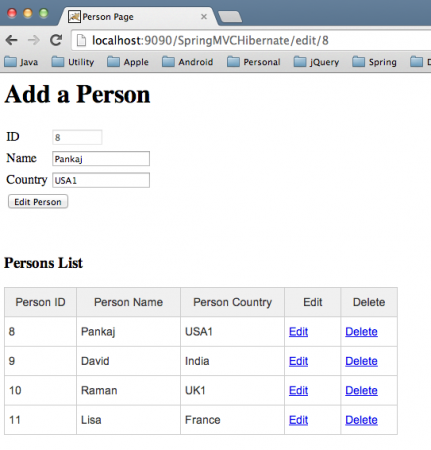 Person Page
localhost:9090/SpringMVCHibernate/edit/8
Java Utility Apple Android Personal jQuery Spring
Add a Person
ID 8
Name Pankaj
Country USA1
Edit Person
Persons List
Person ID Person Name Person Country Edit Delete
8 Pankaj USA1 Edit Delete
9 David India Edit Delete
10 Raman UK1 Edit Delete
11 Lisa France Edit Delete